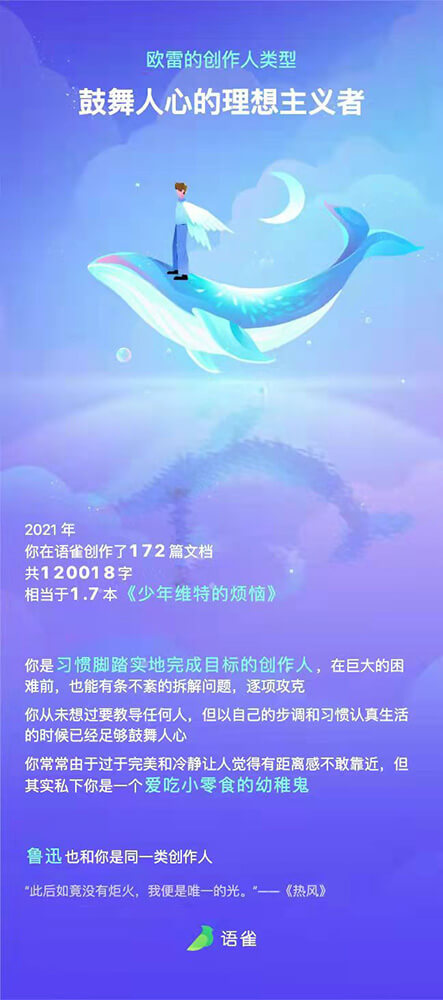 欧雷的创作人类型
鼓舞人心的理想主义者
2021 年
你在语雀创作了172 篇文档
共120018字
相当于1.7本《少年维特的烦恼》
你是习惯脚踏实地完成目标的创作人，在巨大的困
难前，也能有条不紊的拆解问题，逐项攻克
你从未想过要教导任何人，但以自己的步调和习惯认真生活
的时候已经足够鼓舞人心
你常常由于过于完美和冷静让人觉得有距离感不敢靠近，但
其实私下你是一个爱吃小零食的幼稚鬼
鲁迅也和你是同一类创作人
“此后如竟没有炬火，我便是唯一的光。”——《热风》
语雀